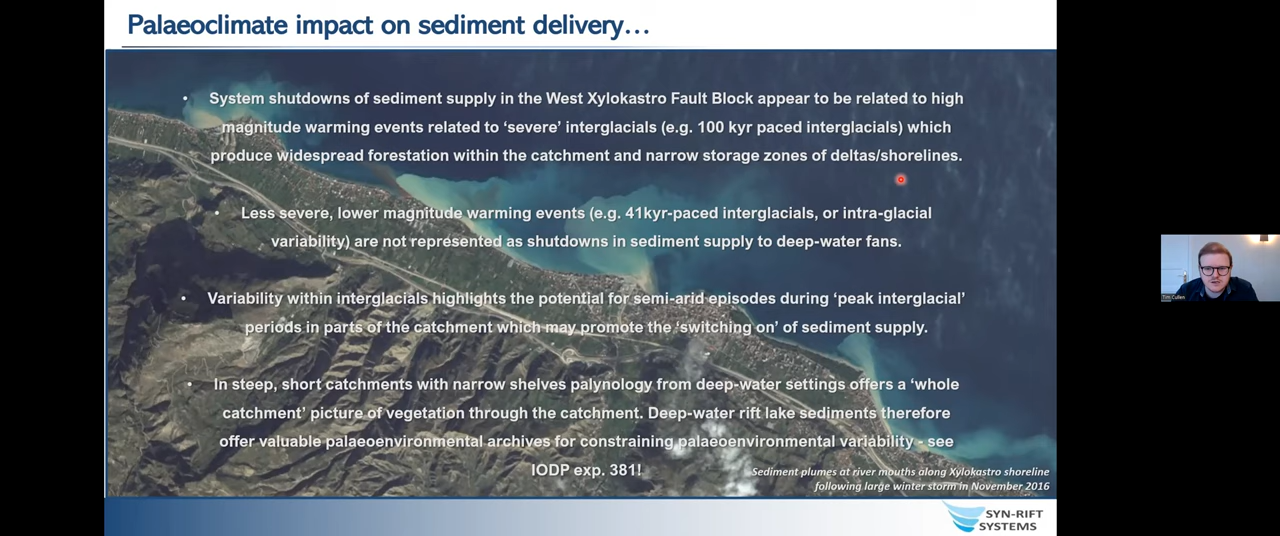 Palaeoclimate impact on sediment delivery…
• System shutdowns of sediment supply in the West Xylokastro Fault Block appear to be related to high
magnitude warming events related to ‘severe’ interglacials (e.g. 100 kyr paced interglacials) which
produce widespread forestation within the catchment and narrow storage zones of deltas/shorelines.
• Less severe, lower magnitude warming events (e.g. 41kyr-paced interglacials, or intra-glacial
variability) are not represented as shutdowns in sediment supply to deep-water fans.
• Variability within interglacials highlights the potential for semi-arid episodes during ‘peak interglacial’
periods in parts of the catchment which may promote the ‘switching on’ of sediment supply.
• In steep, short catchments with narrow shelves palynology from deep-water settings offers a ‘whole
catchment’ picture of vegetation through the catchment. Deep-water rift lake sediments therefore
offer valuable palaeoenvironmental archives for constraining palaeoenvironmental variability - see
IODP exp. 381!
Sediment plumes at river mouths along Xylokastro shoreline
following large winter storm in November 2016
SYN-RIFT
SYSTEMS
Tim Cullen